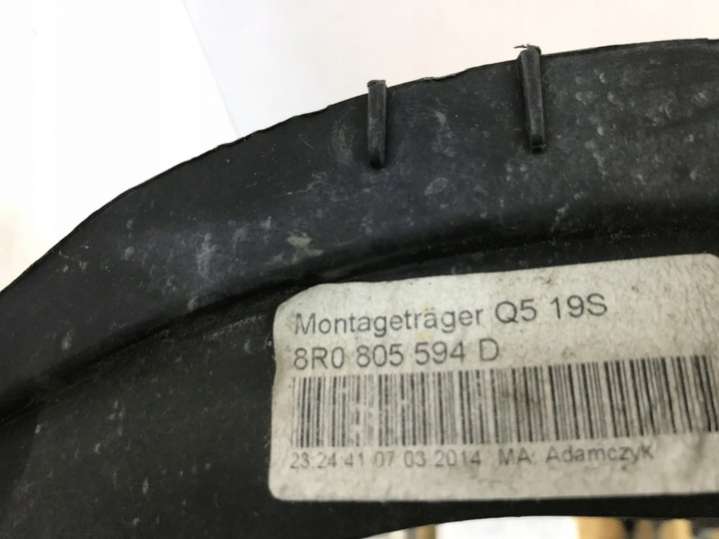 Montageträger Q5 19S
8R0 805 594 D
23:24:41 07.03.2014 MA: Adamczyk